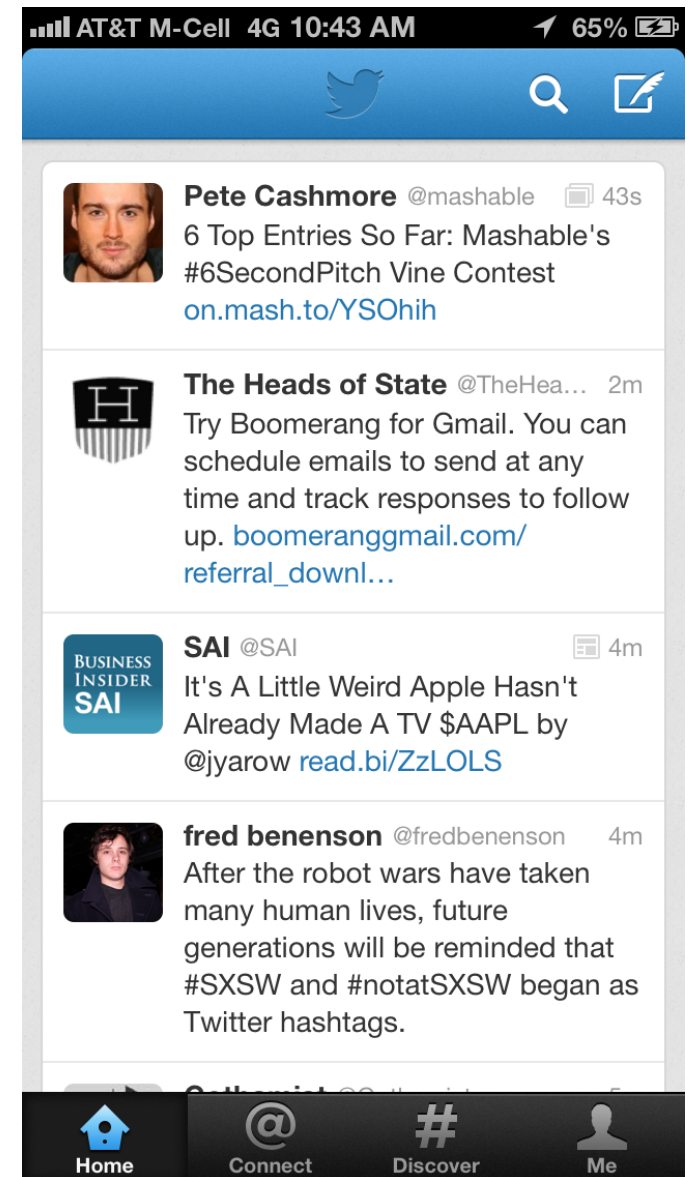 AT&T M-Cell 4G 10:43 AM 65%
Pete Cashmore @mashable 43s
6 Top Entries So Far: Mashable's
#6SecondPitch Vine Contest
on.mash.to/YSOhih
H
The Heads of State @TheHea... 2m
Try Boomerang for Gmail. You can
schedule emails to send at any
time and track responses to follow
up. boomeranggmail.com/
referral_downl...
BUSINESS
INSIDER
SAI
SAI @SAI 4m
It's A Little Weird Apple Hasn't
Already Made A TV $AAPL by
@jyarow read.bi/ZzLOLS
fred benenson @fredbenenson 4m
After the robot wars have taken
many human lives, future
generations will be reminded that
#SXSW and #notatSXSW began as
Twitter hashtags.
Home Connect Discover Me